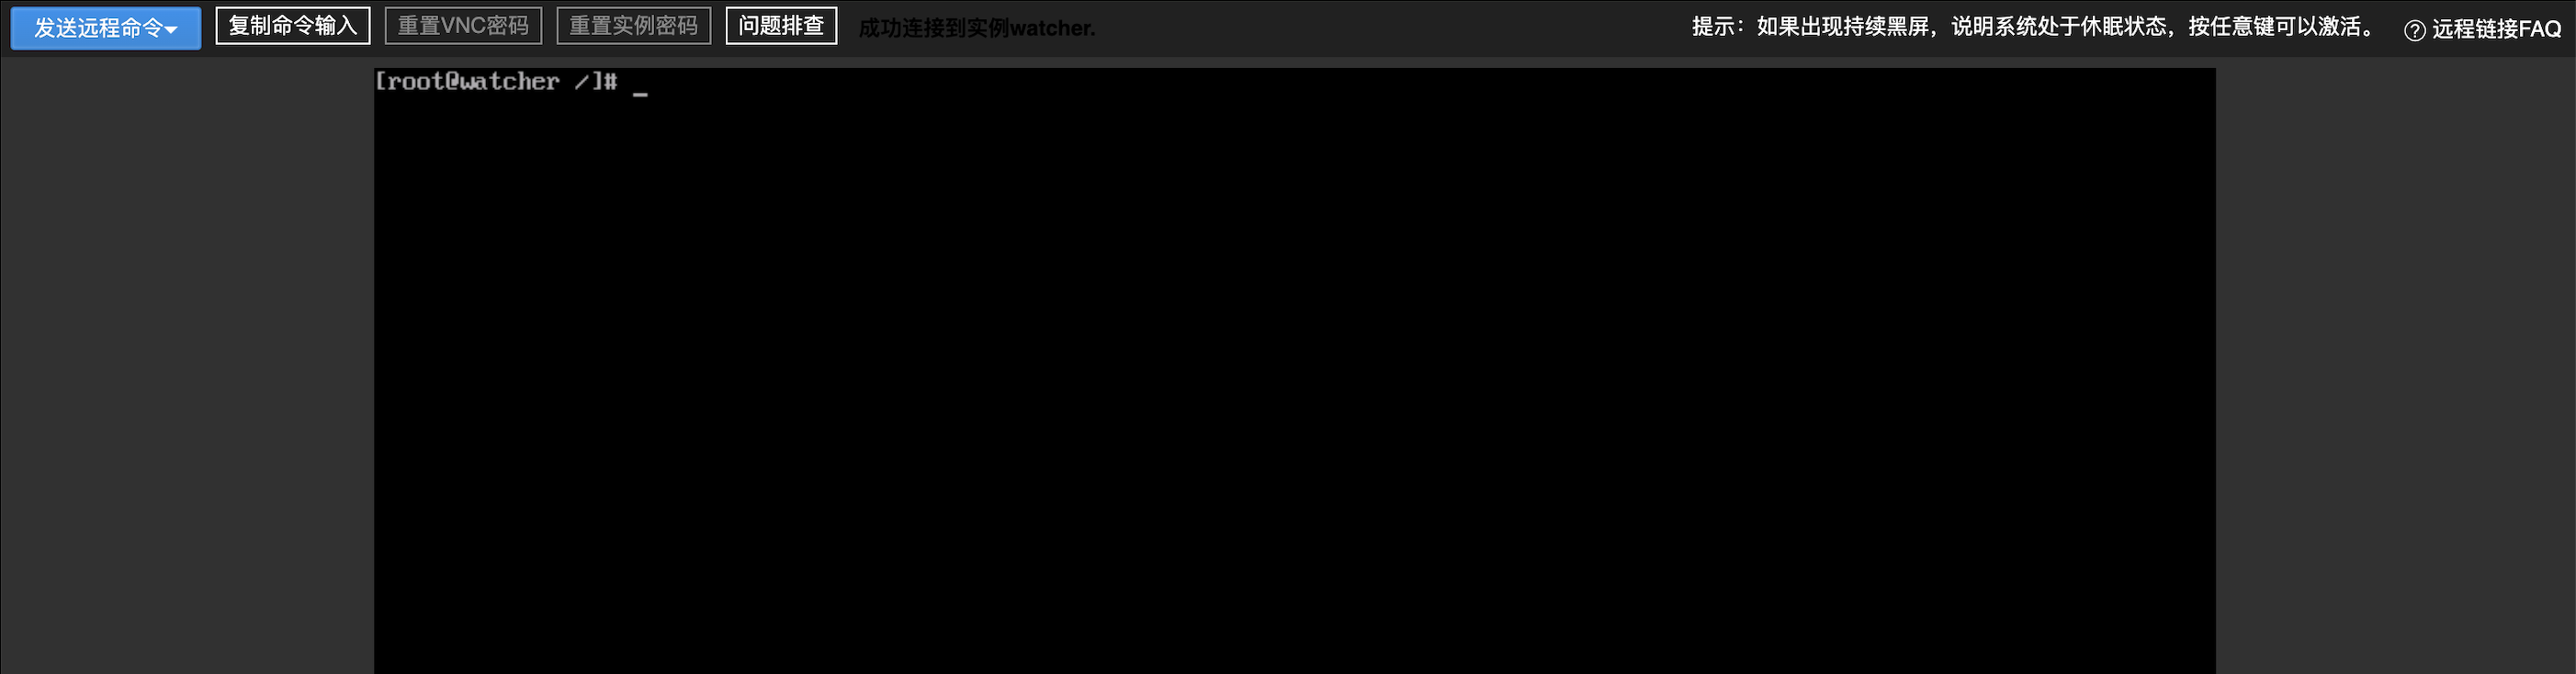 发送远程命令
复制命令输入
重置VNC密码
重置实例密码
问题排查
成功连接到实例watcher.
提示：如果出现持续黑屏，说明系统处于休眠状态，按任意键可以激活。
? 远程链接FAQ
[root@watcher /]# _